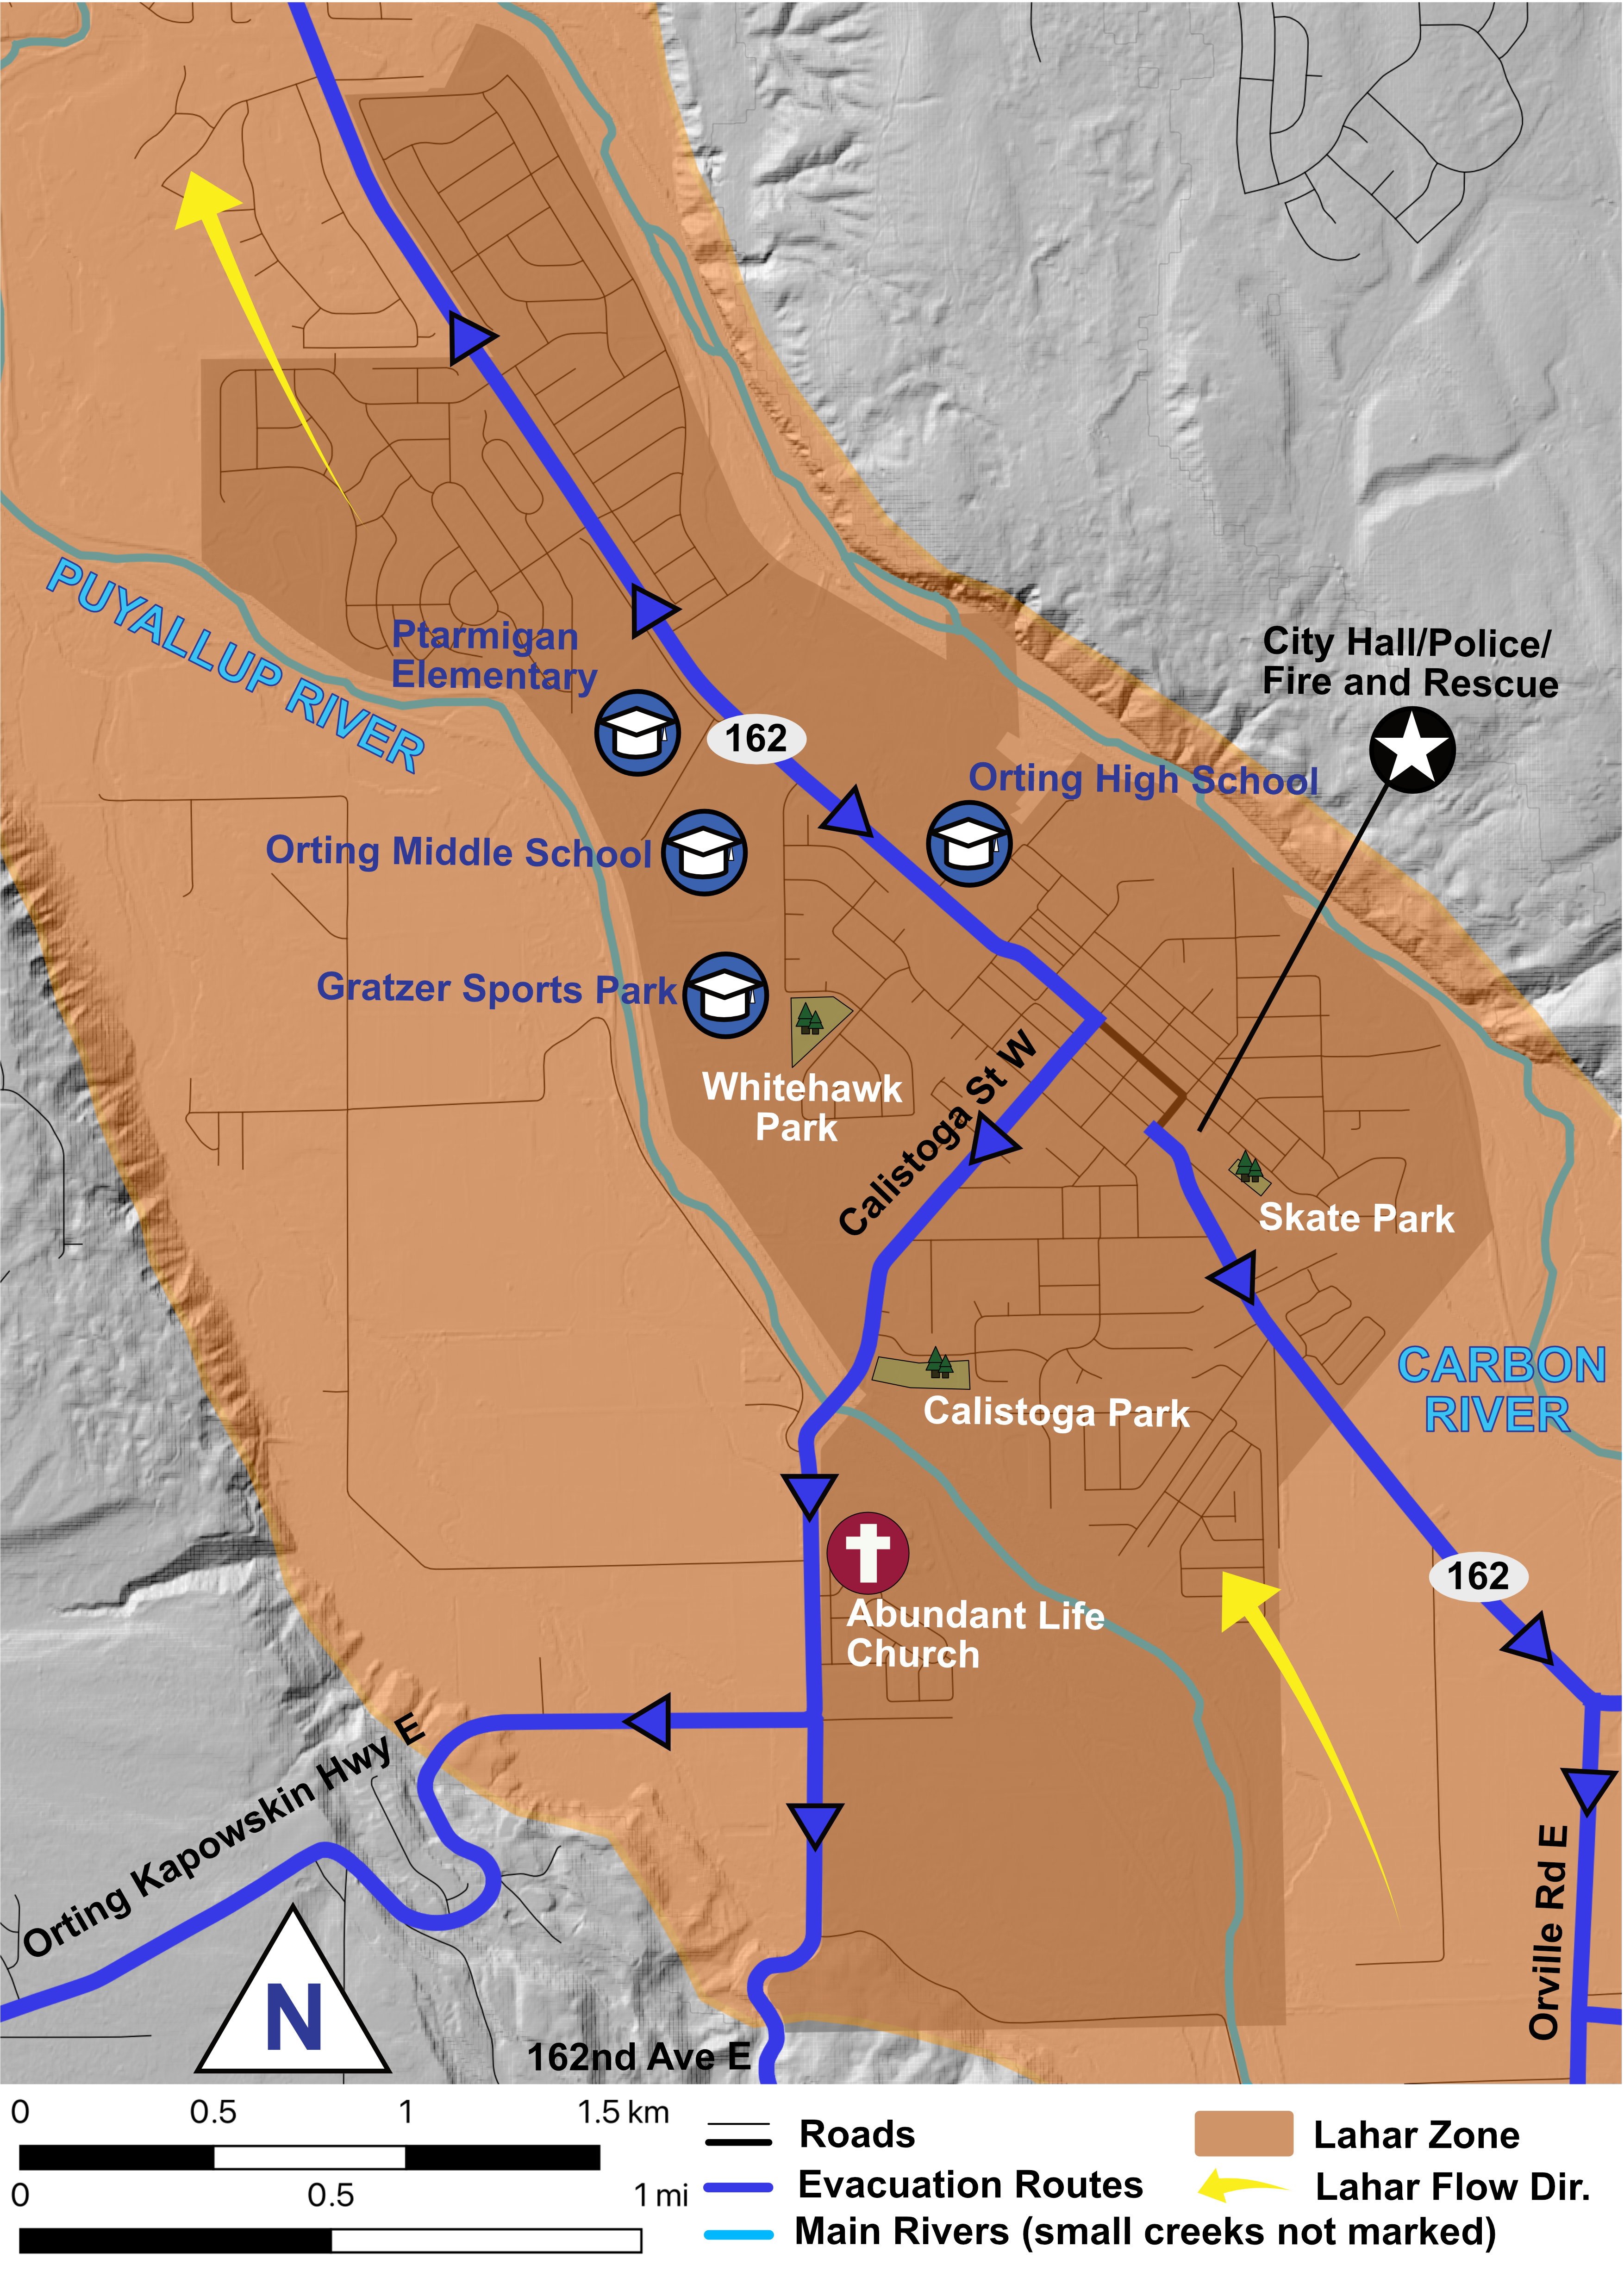 PUYALLUP RIVER
Ptarmigan
Elementary
162
City Hall/Police/
Fire and Rescue
Orting High School
Orting Middle School
Gratzer Sports Park
Whitehawk
Park
Calistoga St W
Skate Park
CARBON
RIVER
Calistoga Park
162
Abundant Life
Church
Orting Kapowskin Hwy E
Orville Rd E
N
162nd Ave E
0 0.5 1 1.5 km
0 0.5 1 mi
Roads
Evacuation Routes
Main Rivers (small creeks not marked)
Lahar Zone
Lahar Flow Dir.